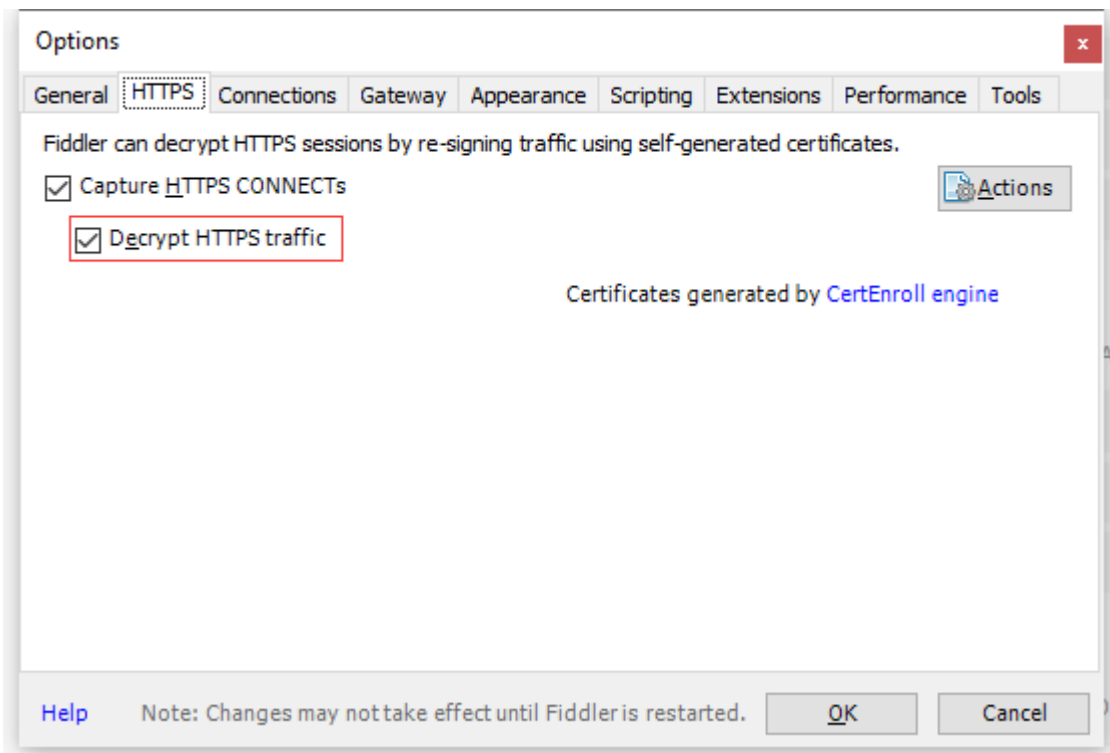 Options
x
General HTTPS Connections Gateway Appearance Scripting Extensions Performance Tools
Fiddler can decrypt HTTPS sessions by re-signing traffic using self-generated certificates.
Capture HTTPS CONNECTs
Actions
Decrypt HTTPS traffic
Certificates generated by CertEnroll engine
Help Note: Changes may not take effect until Fiddler is restarted. OK Cancel